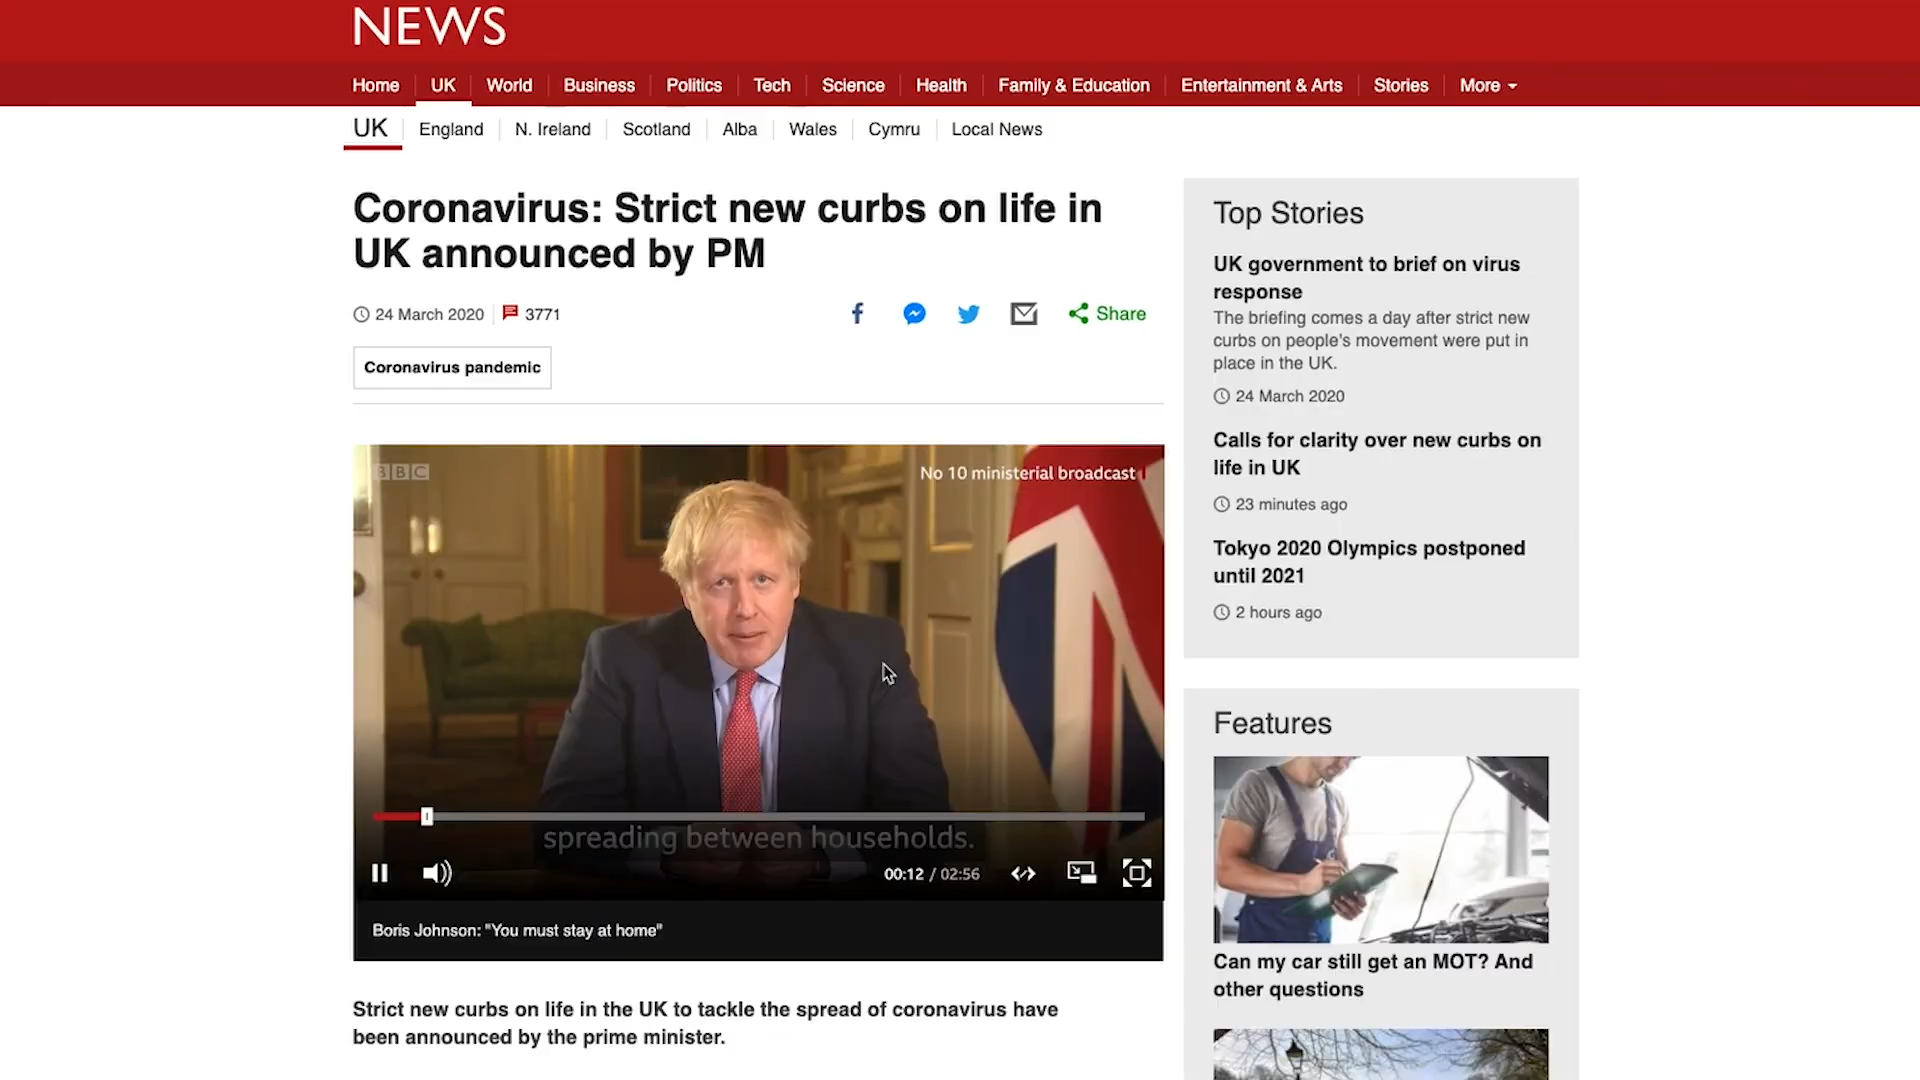 NEWS
Home UK World Business Politics Tech Science Health Family & Education Entertainment & Arts Stories More
UK England N. Ireland Scotland Alba Wales Cymru Local News
Coronavirus: Strict new curbs on life in
UK announced by PM
24 March 2020 3771 Share
Coronavirus pandemic
BBC
No 10 ministerial broadcast
spreading between households.
00:12 / 02:56
Boris Johnson: "You must stay at home"
Strict new curbs on life in the UK to tackle the spread of coronavirus have
been announced by the prime minister.
Top Stories
UK government to brief on virus
response
The briefing comes a day after strict new
curbs on people's movement were put in
place in the UK.
24 March 2020
Calls for clarity over new curbs on
life in UK
23 minutes ago
Tokyo 2020 Olympics postponed
until 2021
2 hours ago
Features
Can my car still get an MOT? And
other questions